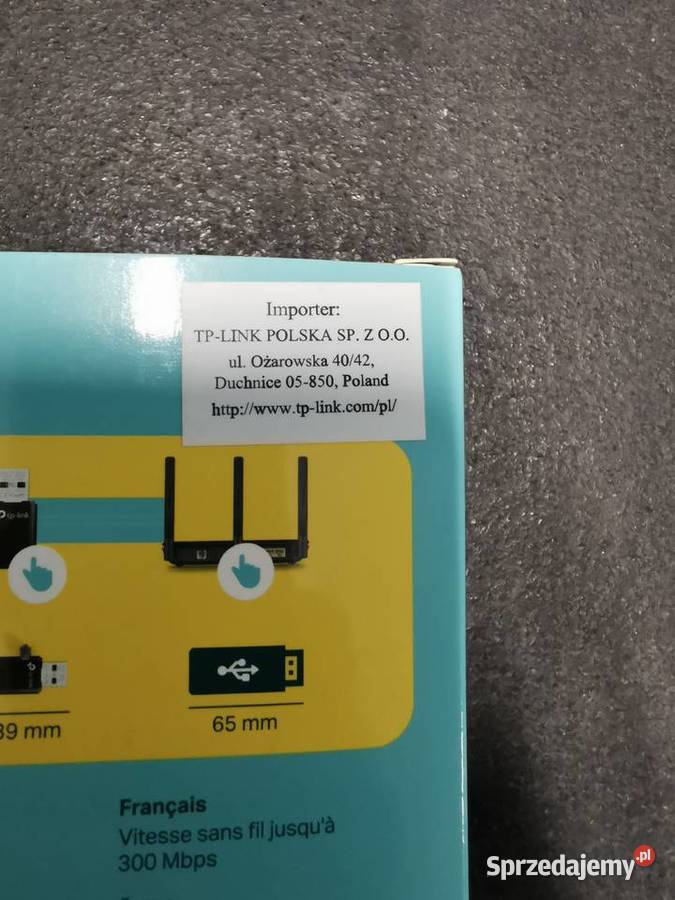 Importer:
TP-LINK POLSKA SP. Z O.O.
ul. Ożarowska 40/42,
Duchnice 05-850, Poland
http://www.tp-link.com/pl/
tp-link
39 mm
65 mm
Français
Vitesse sans fil jusqu'à
300 Mbps
Sprzedajemy.pl